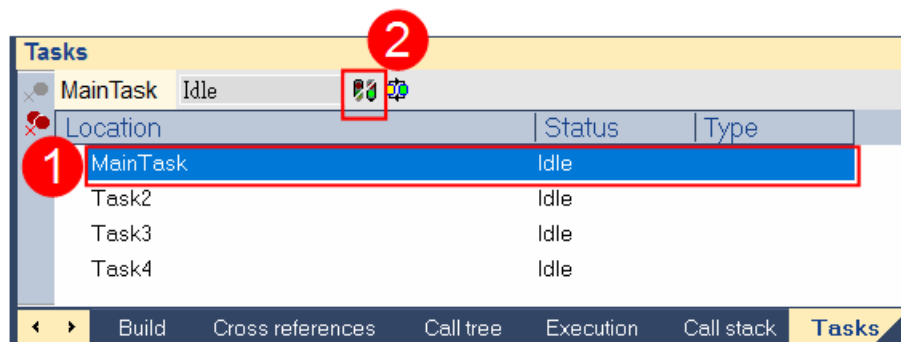 2
Tasks
MainTask Idle
Location Status Type
1
MainTask Idle
Task2 Idle
Task3 Idle
Task4 Idle
Build Cross references Call tree Execution Call stack Tasks